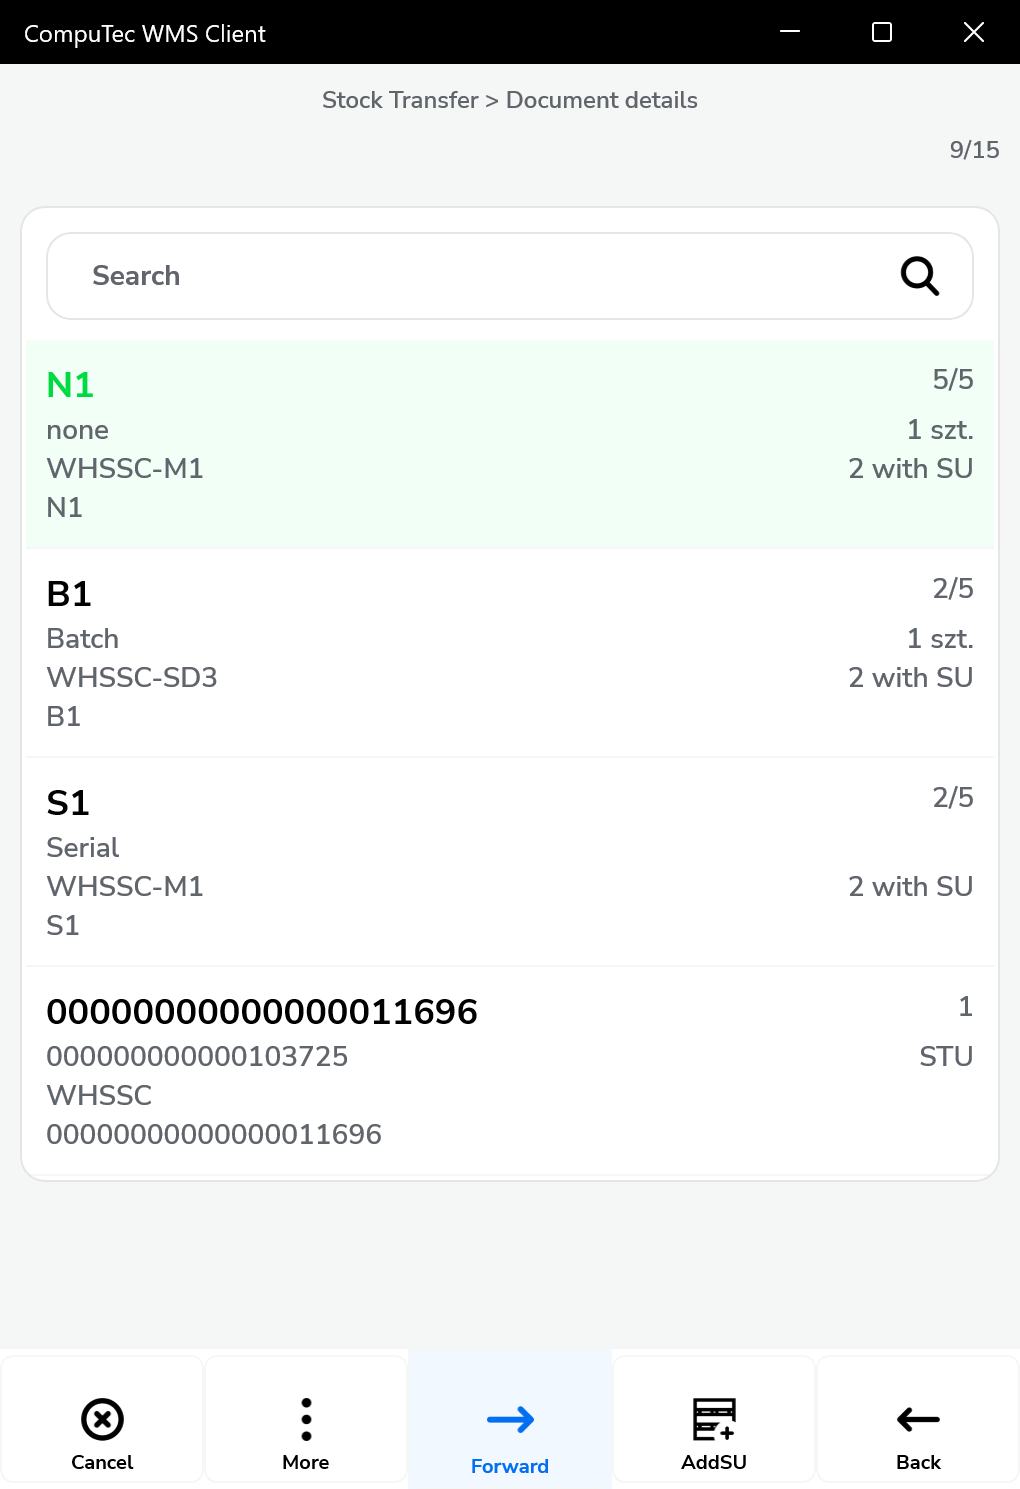 CompuTec WMS Client
Stock Transfer > Document details
9/15
Search
N1 5/5
none 1 szt.
WHSSC-M1 2 with SU
N1
B1 2/5
Batch 1 szt.
WHSSC-SD3 2 with SU
B1
S1 2/5
Serial
WHSSC-M1 2 with SU
S1
00000000000000011696 1
000000000000103725 STU
WHSSC
00000000000000011696
Cancel More Forward AddSU Back